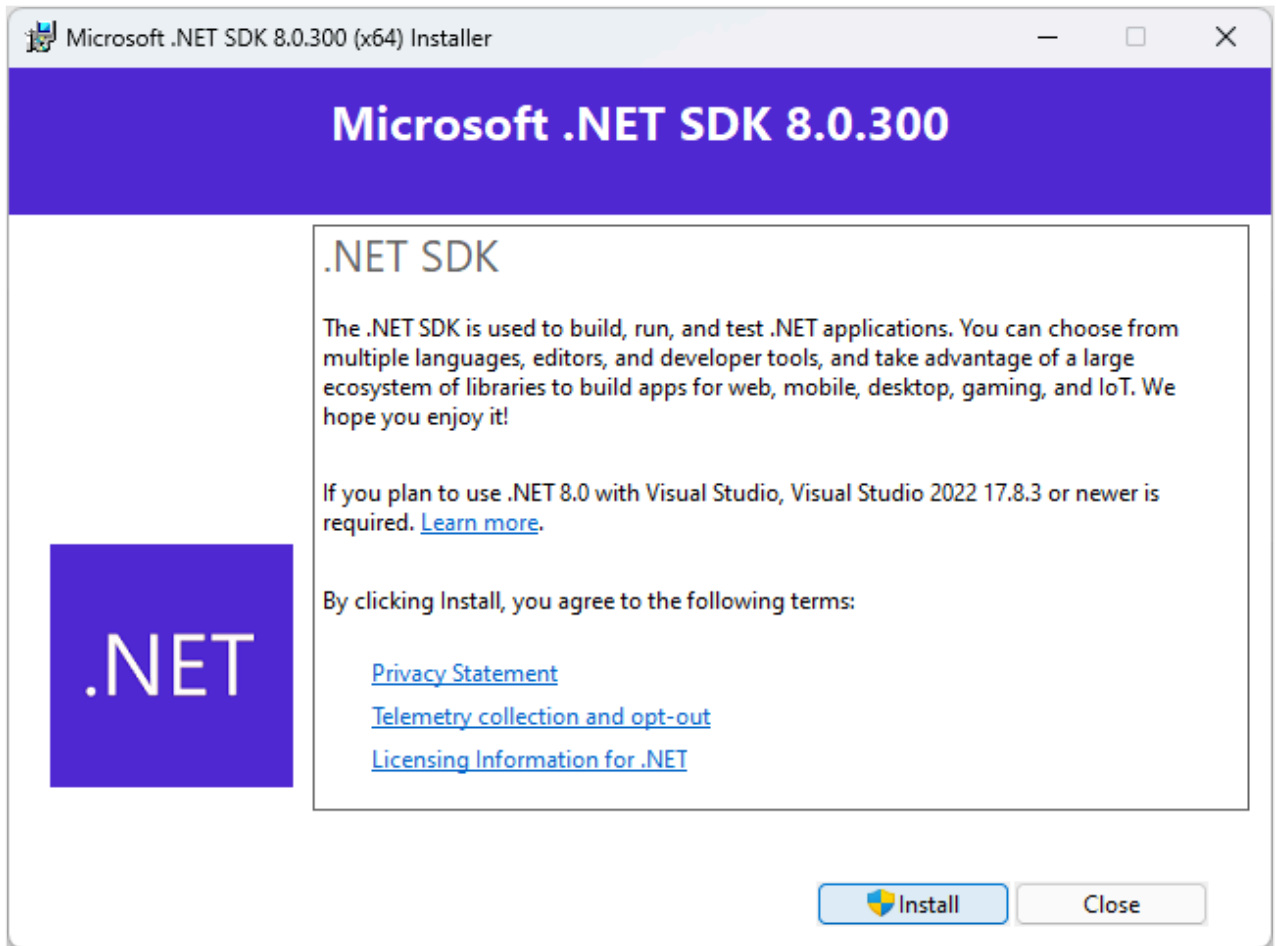 Microsoft .NET SDK 8.0.300 (x64) Installer
Microsoft .NET SDK 8.0.300
.NET SDK
The .NET SDK is used to build, run, and test .NET applications. You can choose from
multiple languages, editors, and developer tools, and take advantage of a large
ecosystem of libraries to build apps for web, mobile, desktop, gaming, and IoT. We
hope you enjoy it!
If you plan to use .NET 8.0 with Visual Studio, Visual Studio 2022 17.8.3 or newer is
required. Learn more.
By clicking Install, you agree to the following terms:
.NET
Privacy Statement
Telemetry collection and opt-out
Licensing Information for .NET
Install
Close